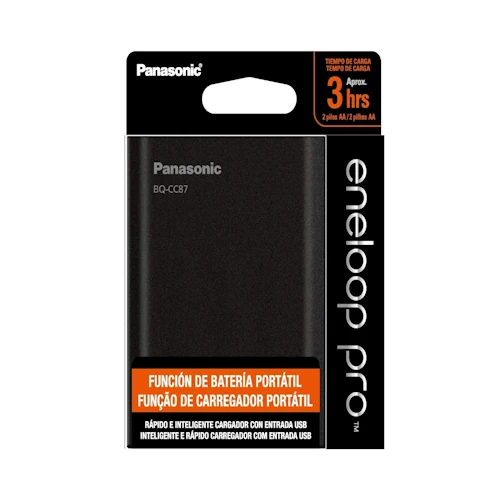 Panasonic
TIEMPO DE CARGA
TEMPO DE CARGA
Aprox.
3 hrs
2 pilas AA / 2 pilhas AA
Panasonic
BQ-CC87
eneloop pro™
FUNCIÓN DE BATERÍA PORTÁTIL
FUNÇÃO DE CARREGADOR PORTÁTIL
RÁPIDO E INTELIGENTE CARGADOR CON ENTRADA USB
INTELIGENTE E RÁPIDO CARREGADOR COM ENTRADA USB